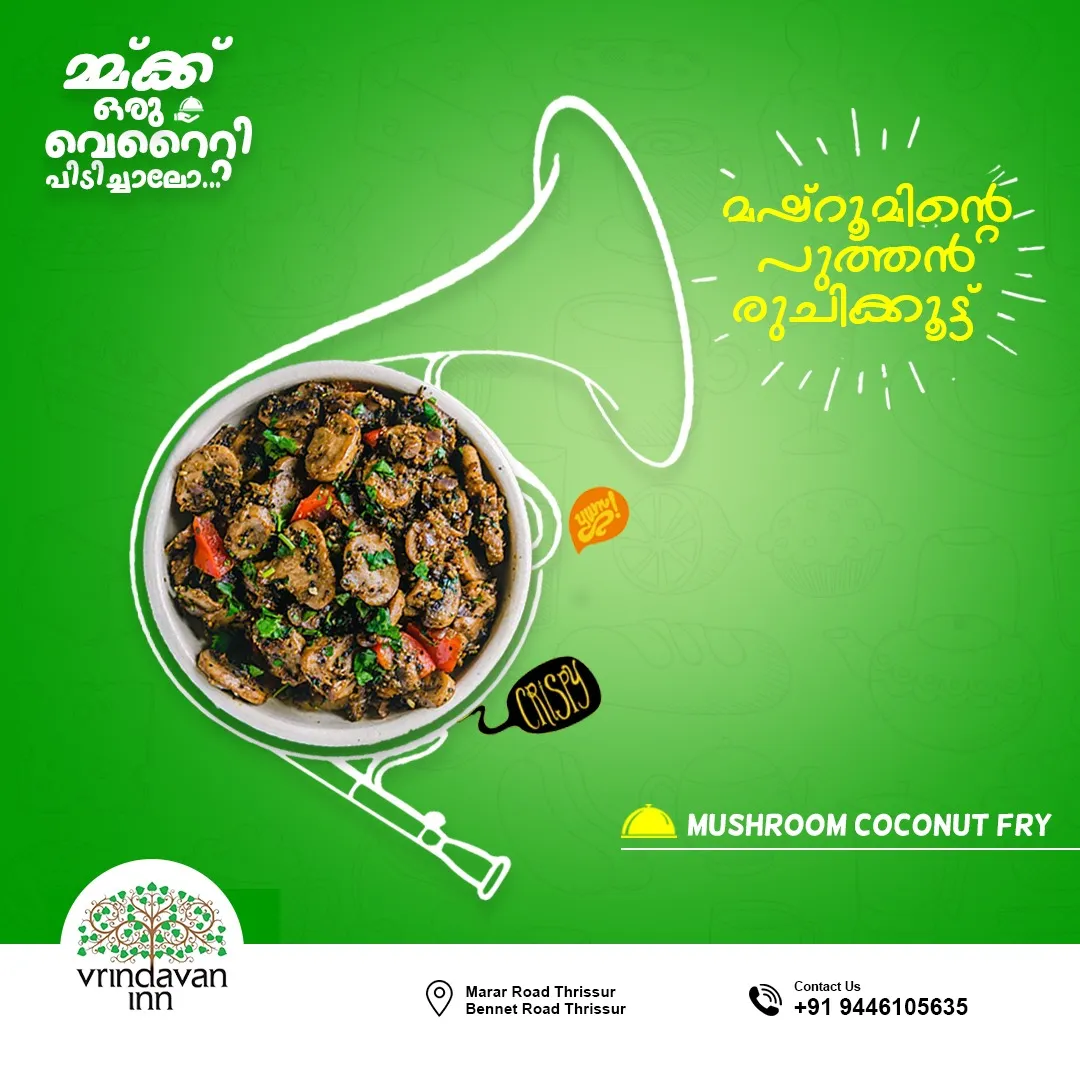 മ്മ്ക്ക്
ഒരു
വെറൈറ്റി
പിടിച്ചാലോ...?
മഷ്‌റൂമിന്റെ
പുത്തൻ
രുചിക്കൂട്ട്
yum!
CRISPY
MUSHROOM COCONUT FRY
vrindavan
inn
Marar Road Thrissur
Bennet Road Thrissur
Contact Us
+91 9446105635